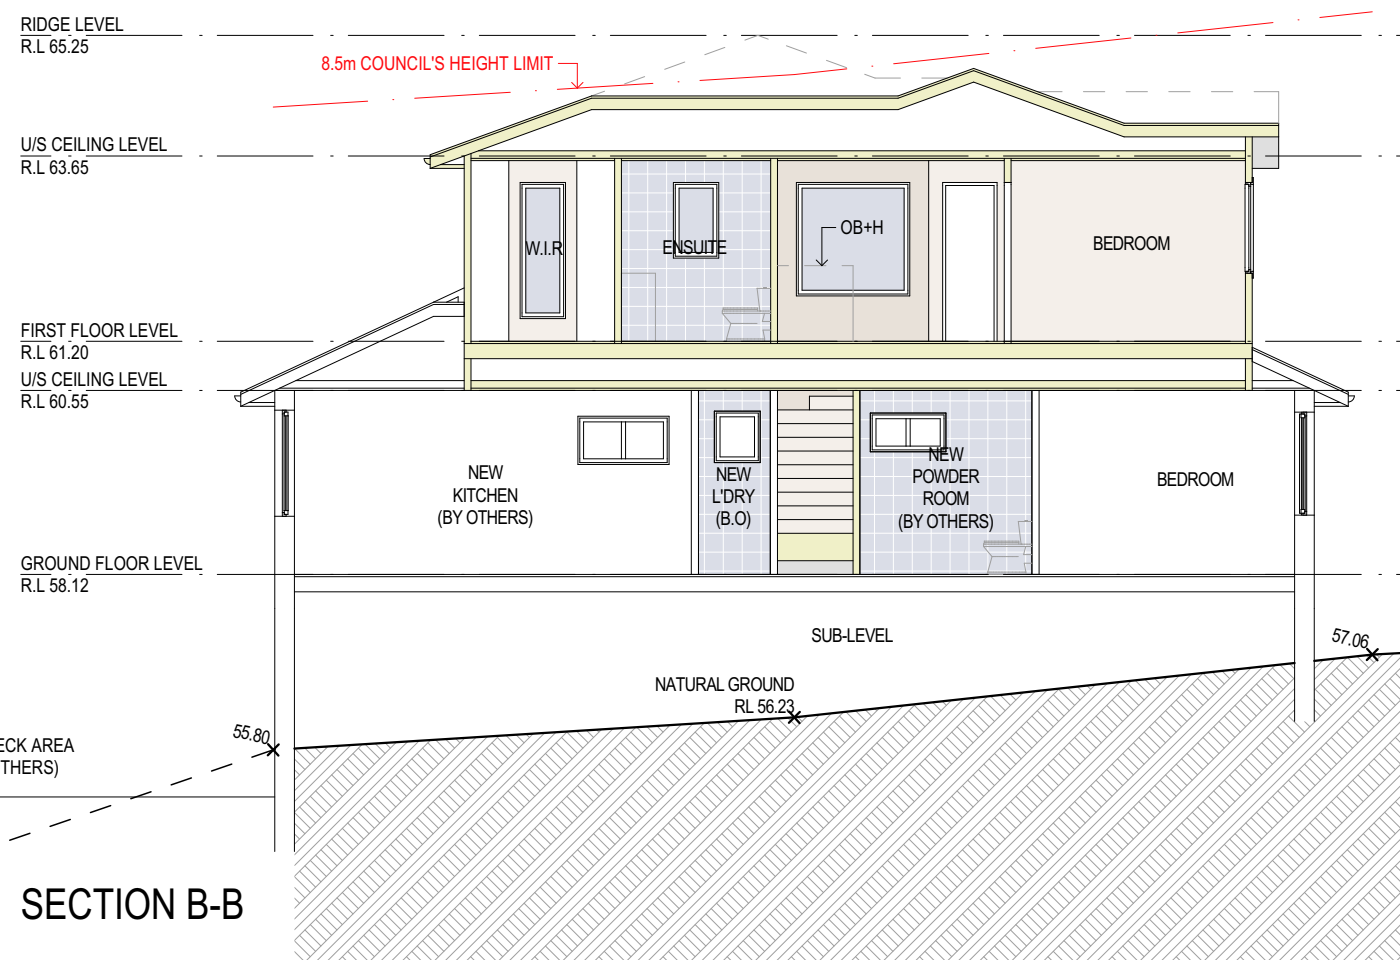 RIDGE LEVEL
R.L 65.25
8.5m COUNCIL'S HEIGHT LIMIT
U/S CEILING LEVEL
R.L 63.65
W.I.R
ENSUITE
OB+H
BEDROOM
FIRST FLOOR LEVEL
R.L 61.20
U/S CEILING LEVEL
R.L 60.55
NEW
KITCHEN
(BY OTHERS)
NEW
L'DRY
(B.O)
NEW
POWDER
ROOM
(BY OTHERS)
BEDROOM
GROUND FLOOR LEVEL
R.L 58.12
SUB-LEVEL
57.06
NATURAL GROUND
RL 56.23
55.80
ECK AREA
THERS)
SECTION B-B